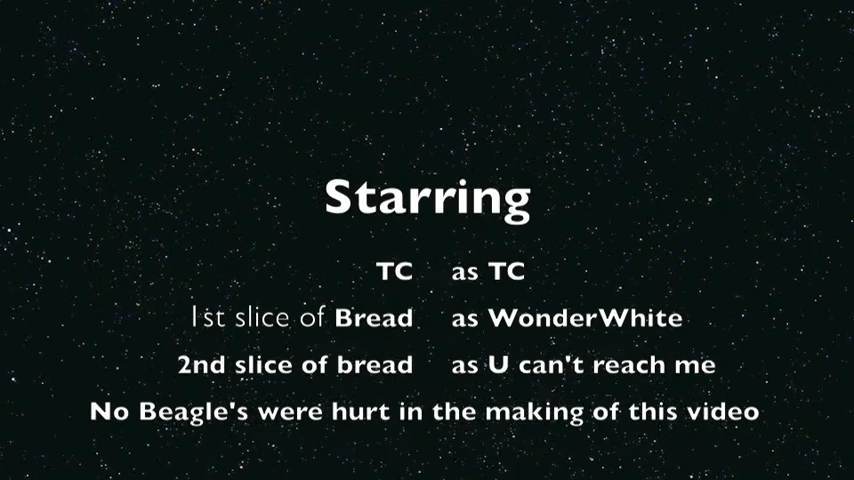 Starring
TC as TC
1st slice of Bread as WonderWhite
2nd slice of bread as U can't reach me
No Beagle's were hurt in the making of this video